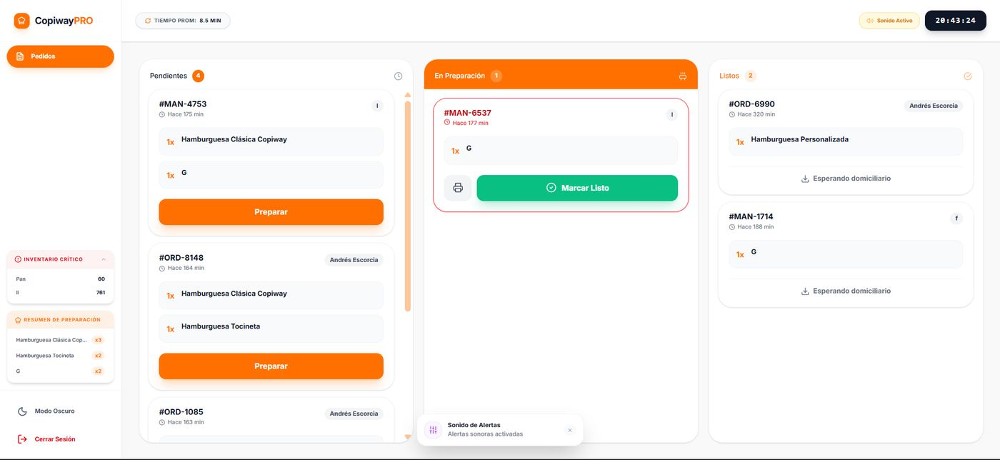 CopiwayPRO
TIEMPO PROM: 8.5 MIN
Sonido Activo
20:43:24
Pedidos
INVENTARIO CRÍTICO
Pan 60
ll 761
RESUMEN DE PREPARACIÓN
Hamburguesa Clásica Cop... x3
Hamburguesa Tocineta x2
G x2
Modo Oscuro
Cerrar Sesión
Pendientes 4
#MAN-4753 I
Hace 175 min
1x Hamburguesa Clásica Copiway
1x G
Preparar
#ORD-8148 Andrés Escorcia
Hace 164 min
1x Hamburguesa Clásica Copiway
1x Hamburguesa Tocineta
Preparar
#ORD-1085 Andrés Escorcia
Hace 163 min
En Preparación 1
#MAN-6537 I
Hace 177 min
1x G
Marcar Listo
Listos 2
#ORD-6990 Andrés Escorcia
Hace 320 min
1x Hamburguesa Personalizada
Esperando domiciliario
#MAN-1714 f
Hace 188 min
1x G
Esperando domiciliario
Sonido de Alertas
Alertas sonoras activadas